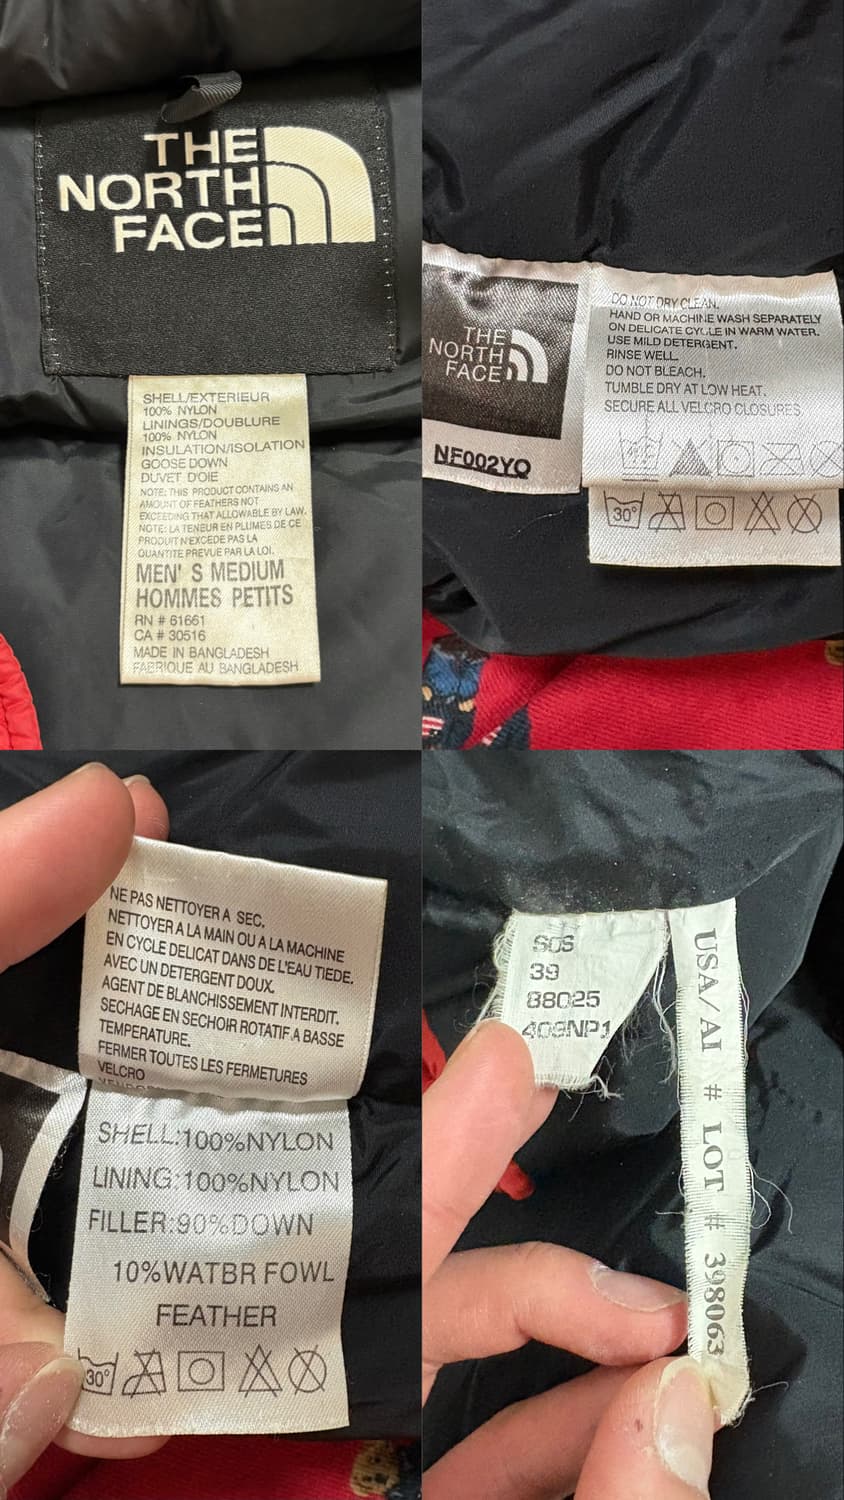 THE
NORTH
FACE
SHELL/EXTERIEUR
100% NYLON
LININGS/DOUBLURE
100% NYLON
INSULATION/ISOLATION
GOOSE DOWN
DUVET D'OIE
NOTE: THIS PRODUCT CONTAINS AN
AMOUNT OF FEATHERS NOT
EXCEEDING THAT ALLOWABLE BY LAW.
NOTE: LA TENEUR EN PLUMES DE CE
PRODUIT N'EXCEDE PAS LA
QUANTITE PREVUE PAR LA LOI.
MEN' S MEDIUM
HOMMES PETITS
RN # 61661
CA # 30516
MADE IN BANGLADESH
FABRIQUE AU BANGLADESH
THE
NORTH
FACE
NF002YQ
DO NOT DRY CLEAN.
HAND OR MACHINE WASH SEPARATELY
ON DELICATE CYCLE IN WARM WATER.
USE MILD DETERGENT.
RINSE WELL.
DO NOT BLEACH.
TUMBLE DRY AT LOW HEAT.
SECURE ALL VELCRO CLOSURES
30°
NE PAS NETTOYER A SEC.
NETTOYER A LA MAIN OU A LA MACHINE
EN CYCLE DELICAT DANS DE L'EAU TIEDE.
AVEC UN DETERGENT DOUX.
AGENT DE BLANCHISSEMENT INTERDIT.
SECHAGE EN SECHOIR ROTATIF A BASSE
TEMPERATURE.
FERMER TOUTES LES FERMETURES
VELCRO
SHELL:100%NYLON
LINING:100%NYLON
FILLER:90%DOWN
10%WATBR FOWL
FEATHER
30°
SOS
39
88025
409NP1
USA/AI # LOT # 398063